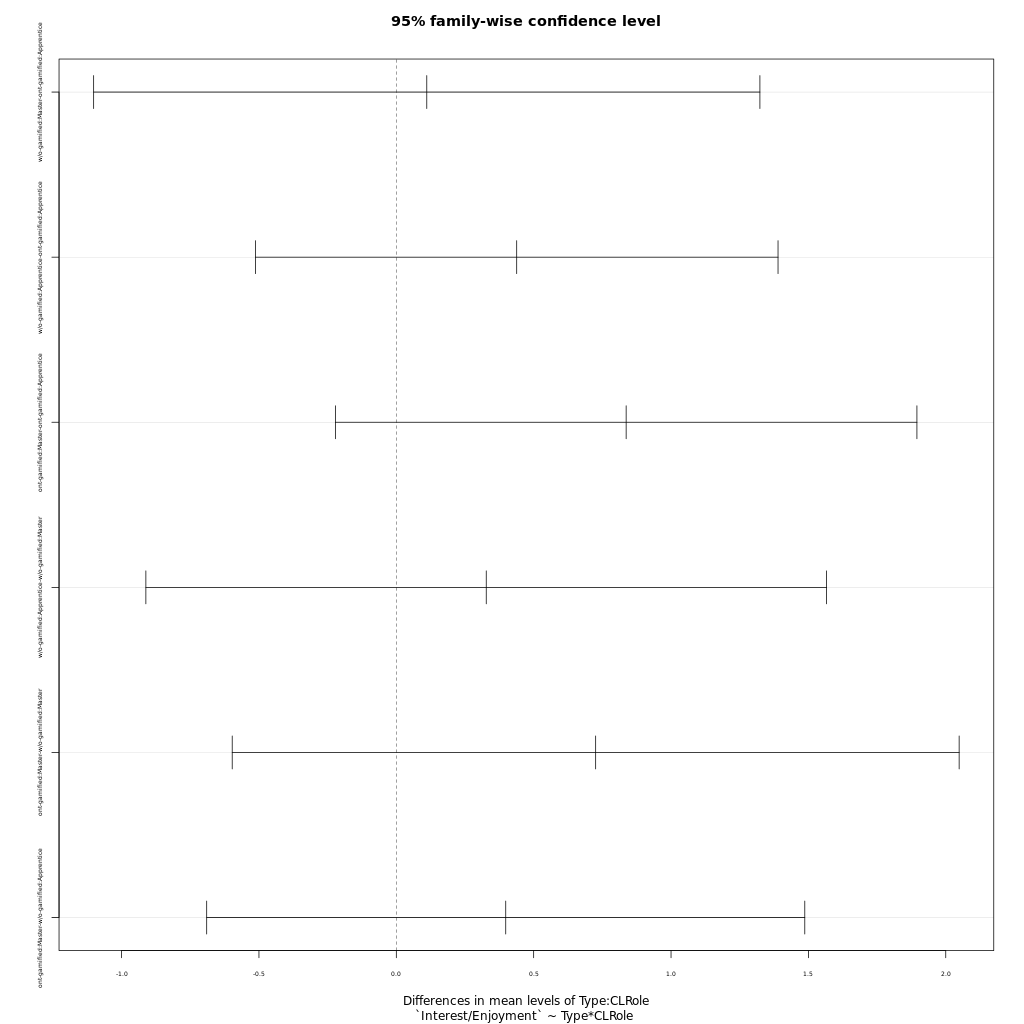 95% family-wise confidence level
w/o-gamified:Master-ont-gamified:Apprentice
w/o-gamified:Apprentice-ont-gamified:Apprentice
ont-gamified:Master-ont-gamified:Apprentice
w/o-gamified:Apprentice-w/o-gamified:Master
ont-gamified:Master-w/o-gamified:Master
ont-gamified:Master-w/o-gamified:Apprentice
-1.0 -0.5 0.0 0.5 1.0 1.5 2.0
Differences in mean levels of Type:CLRole
`Interest/Enjoyment` ~ Type*CLRole